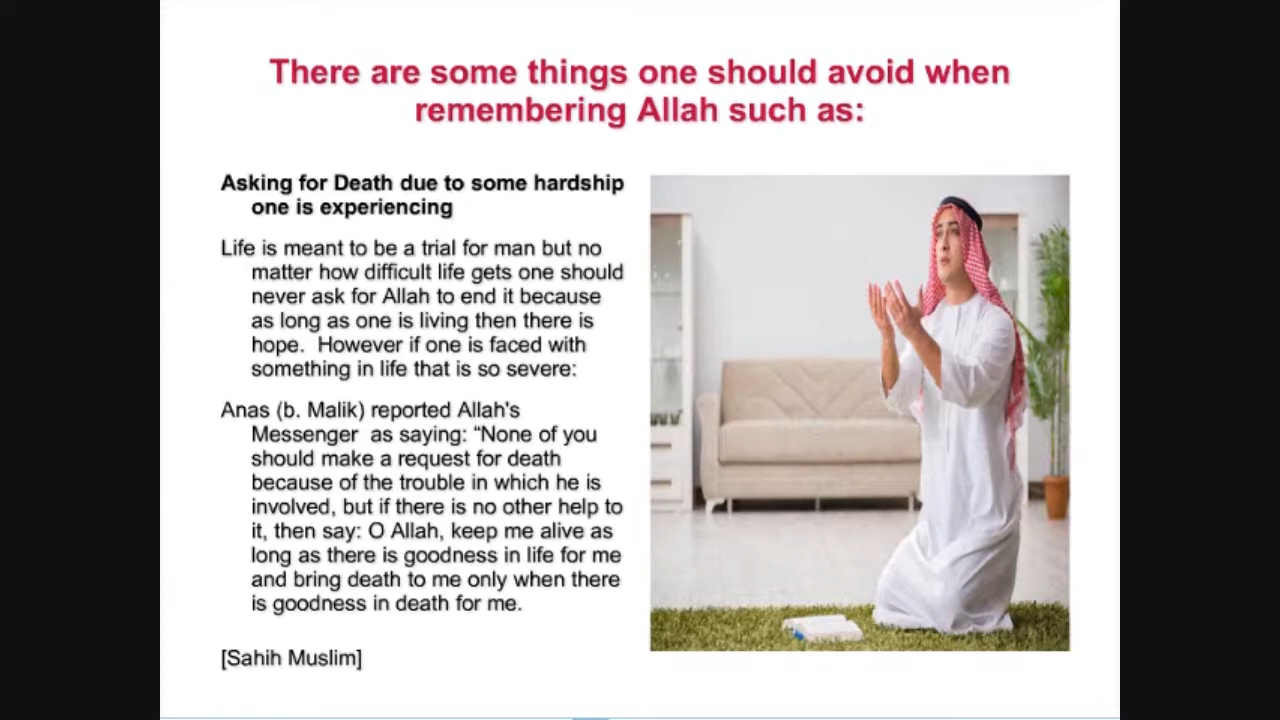 There are some things one should avoid when
remembering Allah such as:
Asking for Death due to some hardship
one is experiencing
Life is meant to be a trial for man but no
matter how difficult life gets one should
never ask for Allah to end it because
as long as one is living then there is
hope.  However if one is faced with
something in life that is so severe:
Anas (b. Malik) reported Allah's
Messenger  as saying: “None of you
should make a request for death
because of the trouble in which he is
involved, but if there is no other help to
it, then say: O Allah, keep me alive as
long as there is goodness in life for me
and bring death to me only when there
is goodness in death for me.
[Sahih Muslim]